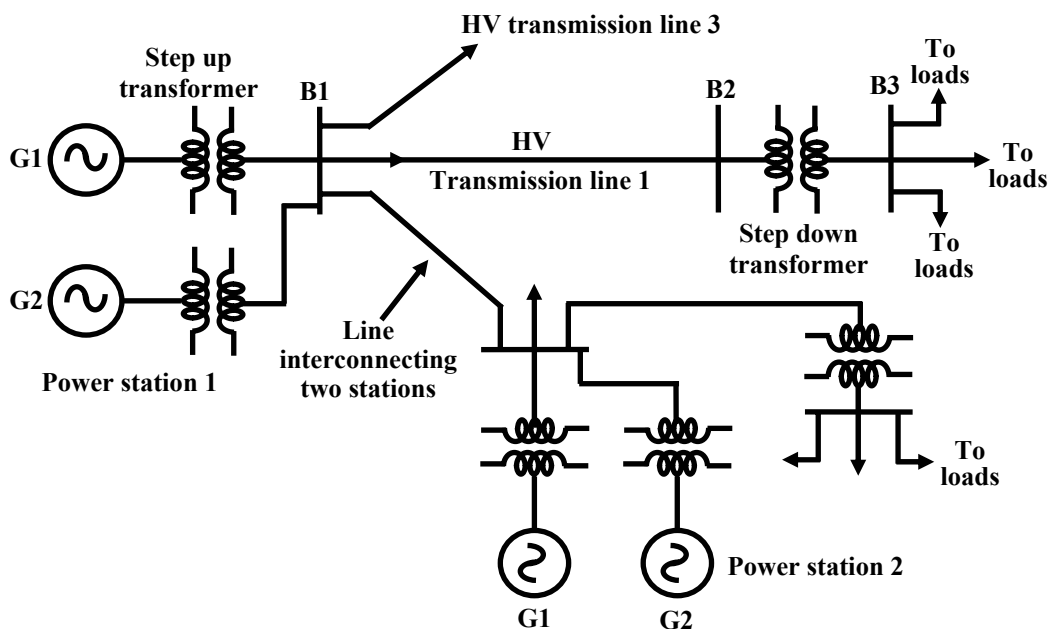 HV transmission line 3
Step up
transformer
B1
G1
HV
Transmission line 1
B2
B3
To
loads
To
loads
To
loads
Step down
transformer
G2
Power station 1
Line
interconnecting
two stations
To
loads
G1
G2
Power station 2